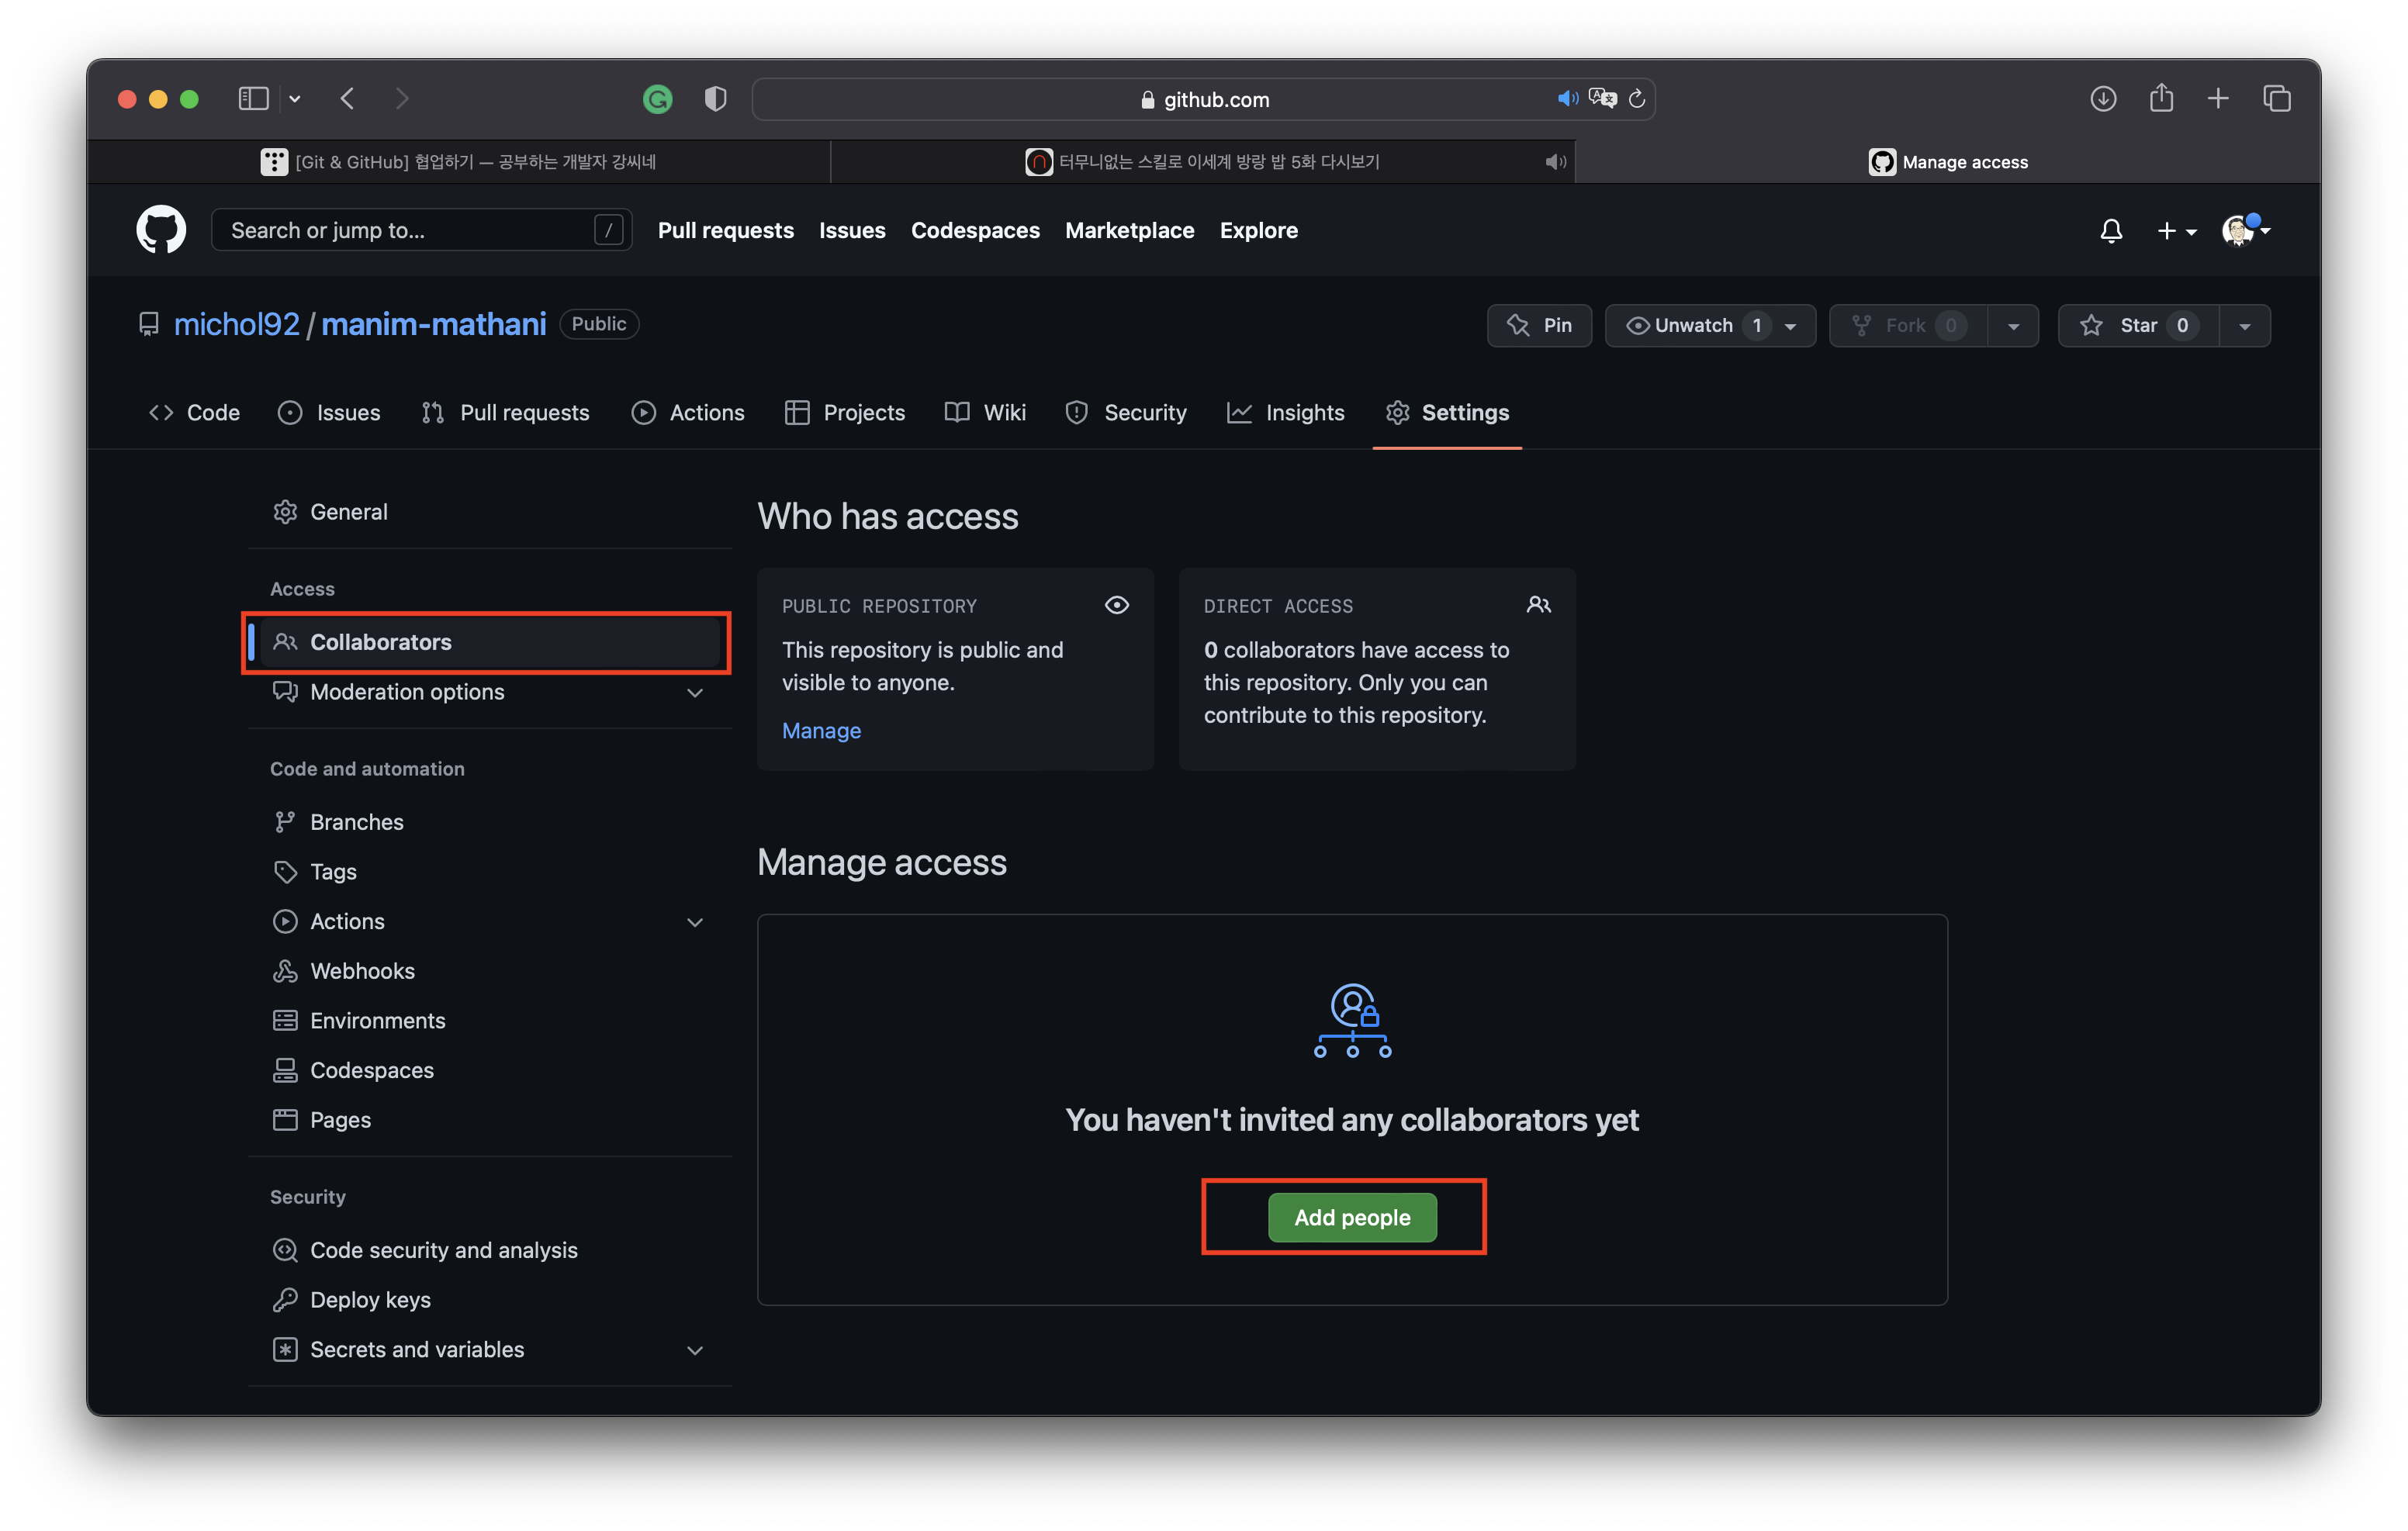 github.com
[Git & GitHub] 협업하기 — 공부하는 개발자 강씨네
터무니없는 스킬로 이세계 방랑 밥 5화 다시보기
Manage access
Search or jump to...
/
Pull requests
Issues
Codespaces
Marketplace
Explore
michol92 / manim-mathani
Public
Pin
Unwatch 1
Fork 0
Star 0
Code
Issues
Pull requests
Actions
Projects
Wiki
Security
Insights
Settings
General
Access
Collaborators
Moderation options
Code and automation
Branches
Tags
Actions
Webhooks
Environments
Codespaces
Pages
Security
Code security and analysis
Deploy keys
Secrets and variables
Who has access
PUBLIC REPOSITORY
This repository is public and
visible to anyone.
Manage
DIRECT ACCESS
0 collaborators have access to
this repository. Only you can
contribute to this repository.
Manage access
You haven't invited any collaborators yet
Add people